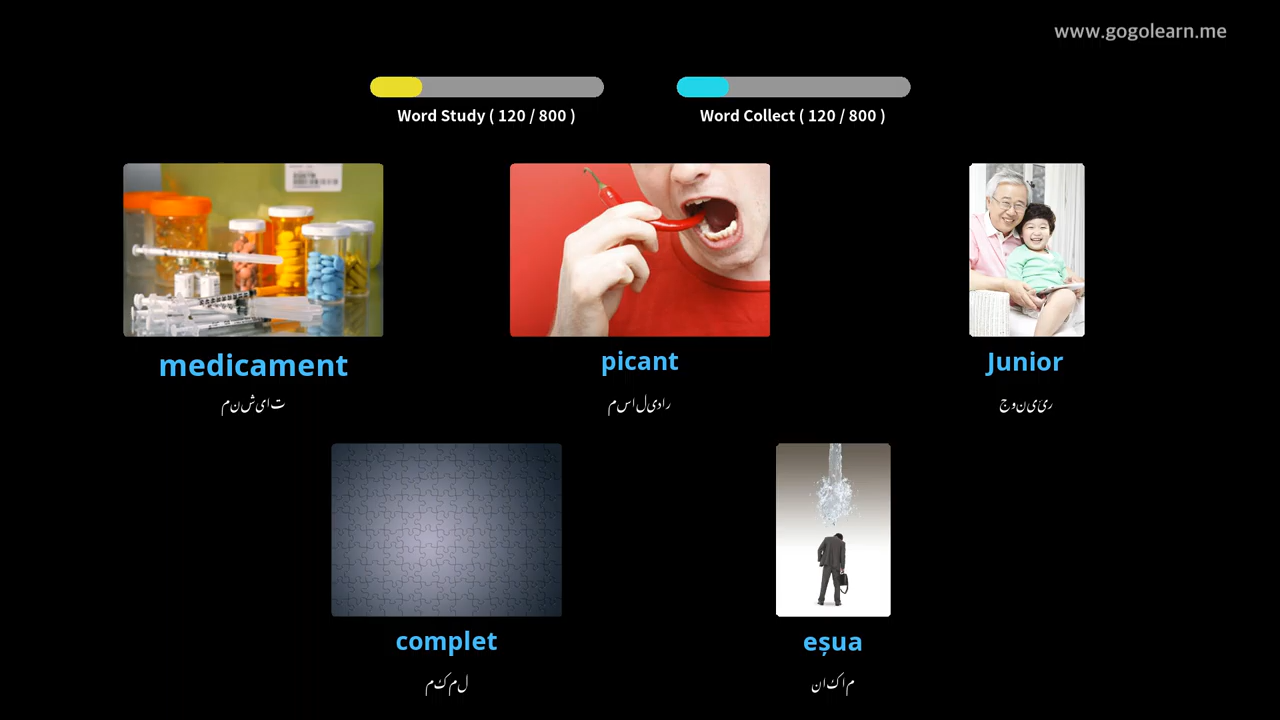 www.gogolearn.me
Word Study ( 120 / 800 )
Word Collect ( 120 / 800 )
medicament
picant
Junior
منشیات
مسالیدار
جونیئر
complet
eșua
مکمل
ناکام